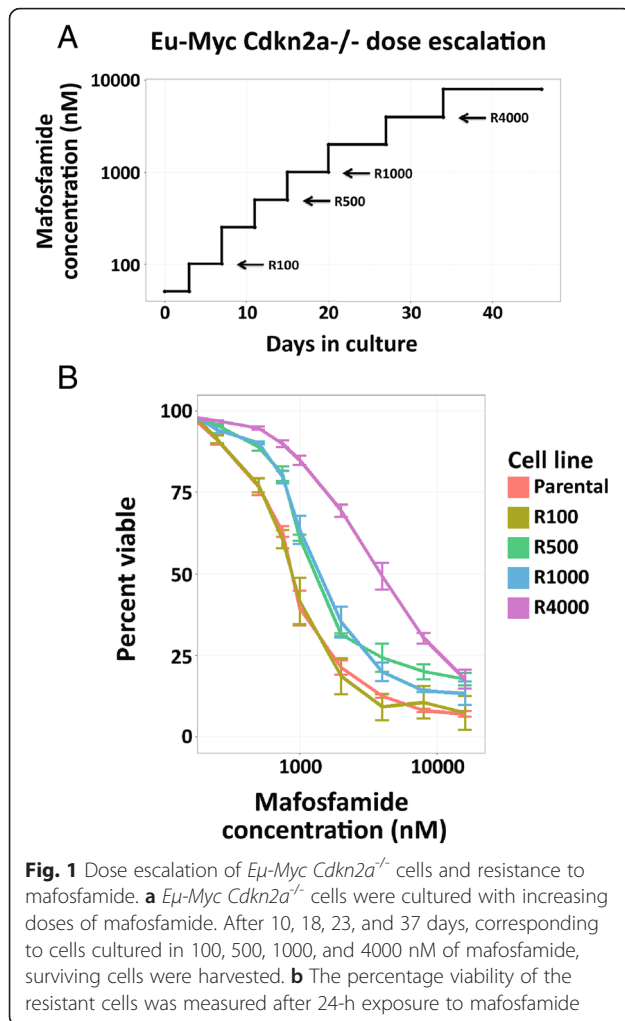 A
Eu-Myc Cdkn2a-/- dose escalation
Mafosfamide
concentration (nM)
10000
1000
100
R4000
R1000
R500
R100
0
10
20
30
40
Days in culture
B
Percent viable
100
75
50
25
0
1000
10000
Mafosfamide
concentration (nM)
Cell line
Parental
R100
R500
R1000
R4000
Fig. 1 Dose escalation of Eμ-Myc Cdkn2a-/- cells and resistance to
mafosfamide. a Eμ-Myc Cdkn2a-/- cells were cultured with increasing
doses of mafosfamide. After 10, 18, 23, and 37 days, corresponding
to cells cultured in 100, 500, 1000, and 4000 nM of mafosfamide,
surviving cells were harvested. b The percentage viability of the
resistant cells was measured after 24-h exposure to mafosfamide